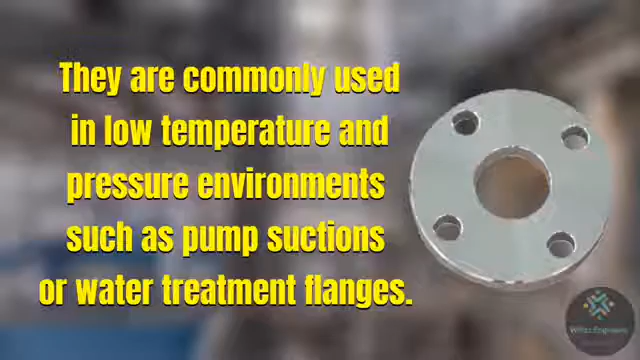 They are commonly used
in low temperature and
pressure environments
such as pump suctions
or water treatment flanges.